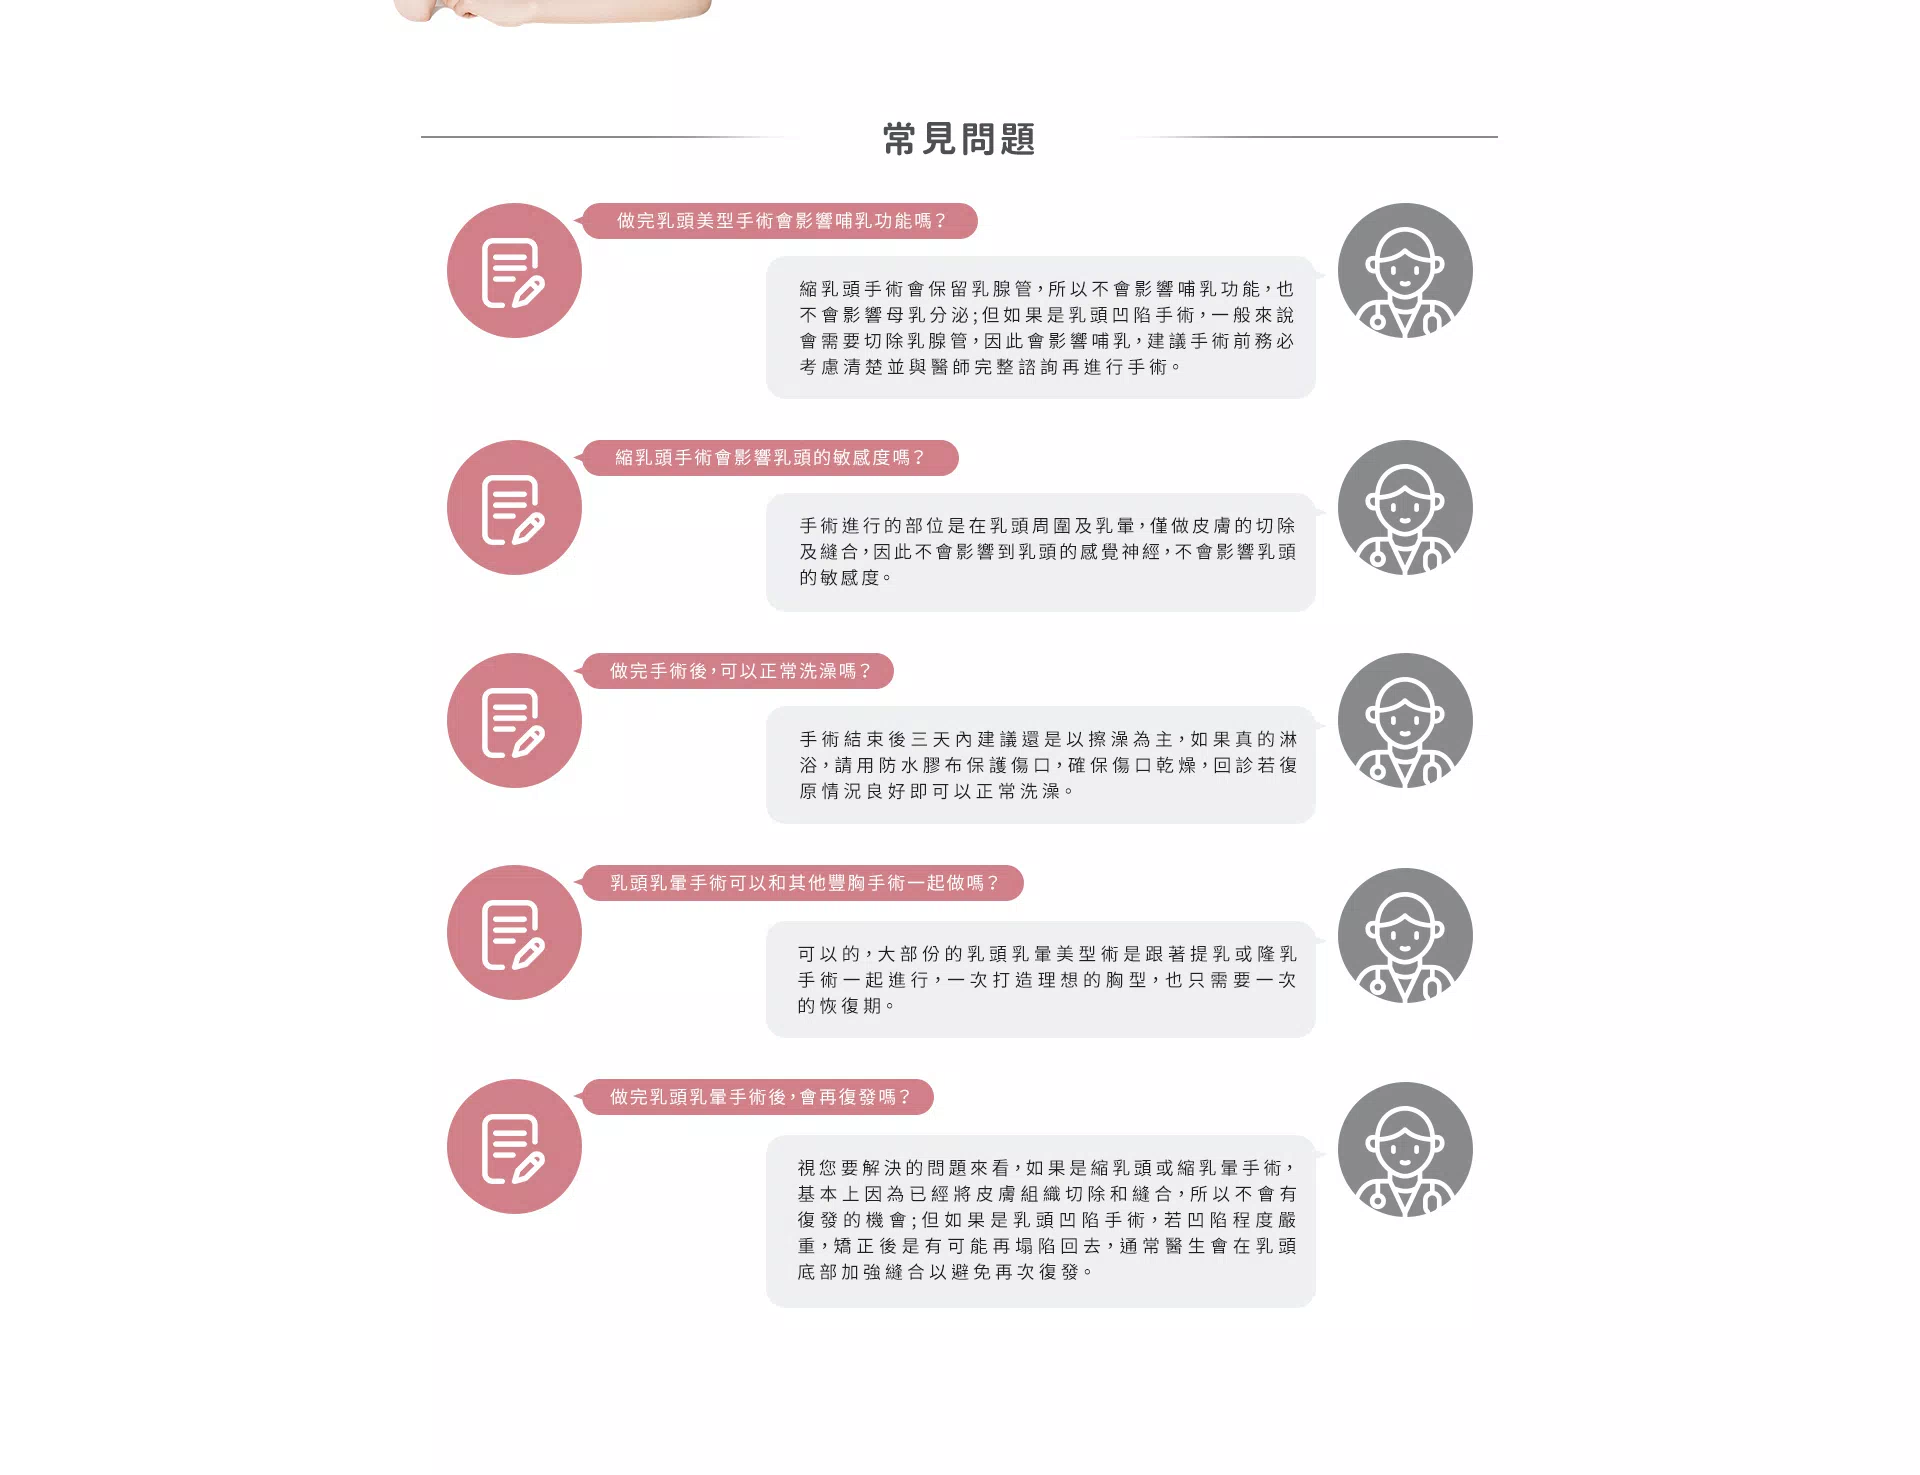 常見問題
做完乳頭美型手術會影響哺乳功能嗎？
縮乳頭手術會保留乳腺管，所以不會影響哺乳功能，也
不會影響母乳分泌；但如果是乳頭凹陷手術，一般來說
會需要切除乳腺管，因此會影響哺乳，建議手術前務必
考慮清楚並與醫師完整諮詢再進行手術。
縮乳頭手術會影響乳頭的敏感度嗎？
手術進行的部位是在乳頭周圍及乳暈，僅做皮膚的切除
及縫合，因此不會影響到乳頭的感覺神經，不會影響乳頭
的敏感度。
做完手術後，可以正常洗澡嗎？
手術結束後三天內建議還是以擦澡為主，如果真的淋
浴，請用防水膠布保護傷口，確保傷口乾燥，回診若復
原情況良好即可以正常洗澡。
乳頭乳暈手術可以和其他豐胸手術一起做嗎？
可以的，大部份的乳頭乳暈美型術是跟著提乳或隆乳
手術一起進行，一次打造理想的胸型，也只需要一次
的恢復期。
做完乳頭乳暈手術後，會再復發嗎？
視您要解決的問題來看，如果是縮乳頭或縮乳暈手術，
基本上因為已經將皮膚組織切除和縫合，所以不會有
復發的機會；但如果是乳頭凹陷手術，若凹陷程度嚴
重，矯正後是有可能再塌陷回去，通常醫生會在乳頭
底部加強縫合以避免再次復發。